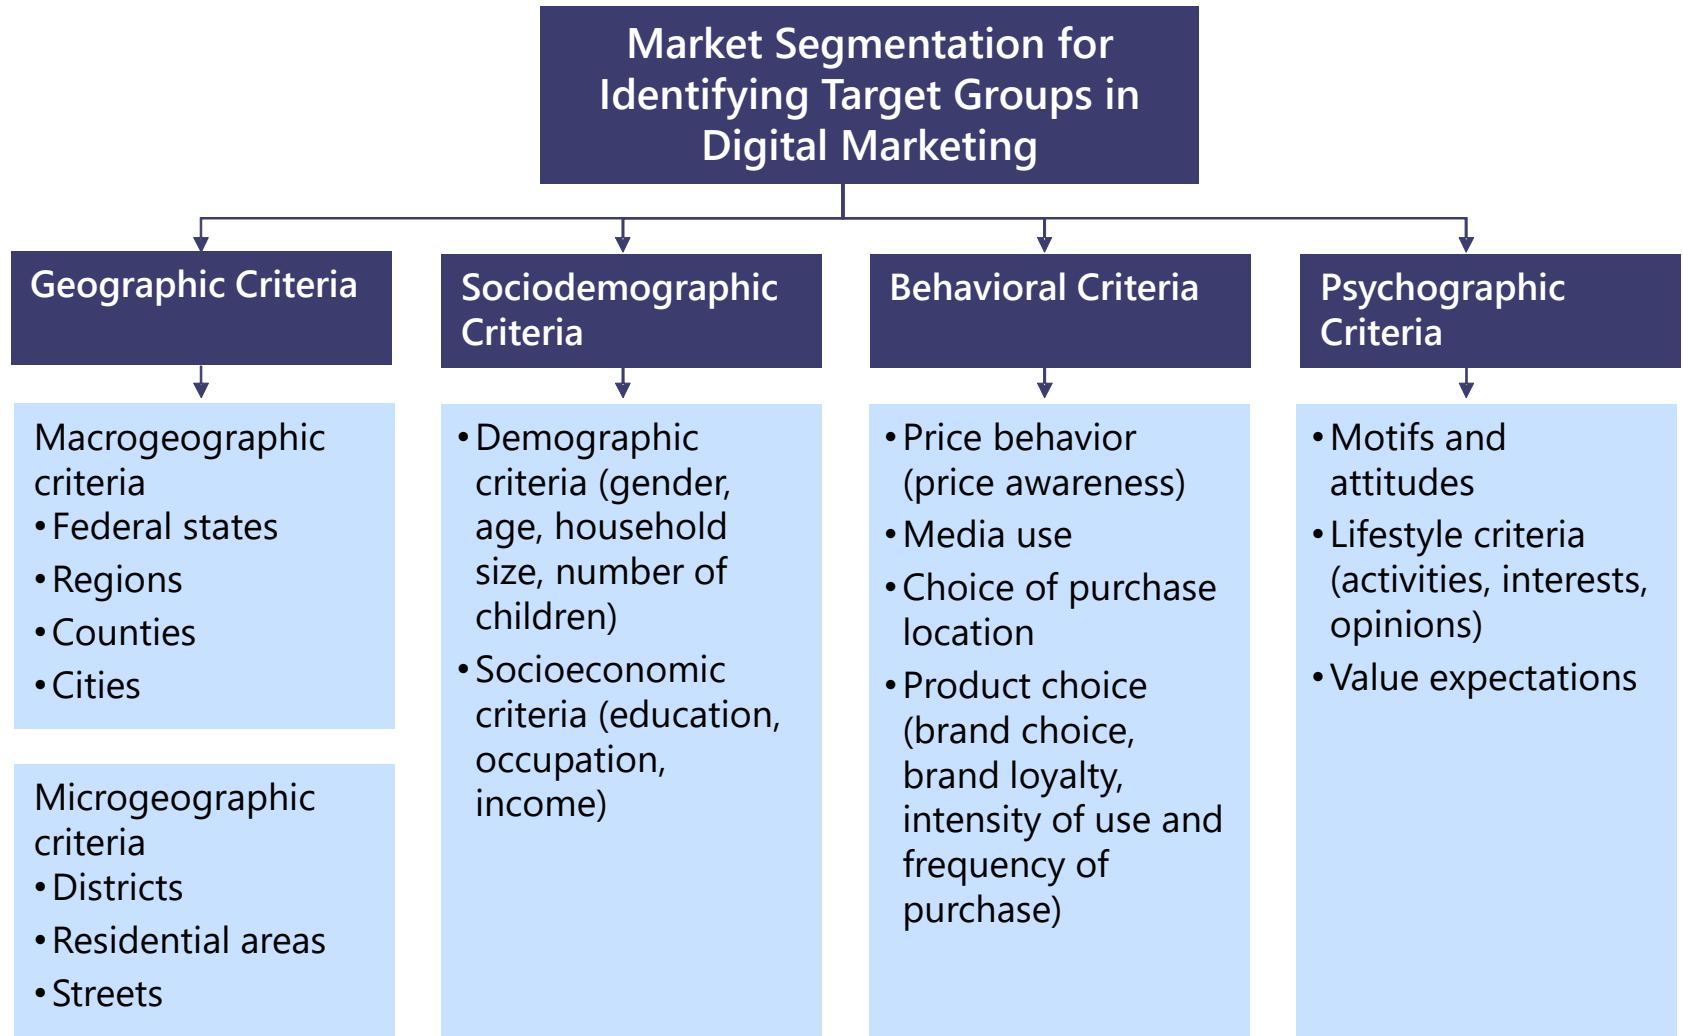 Market Segmentation for
Identifying Target Groups in
Digital Marketing
Geographic Criteria
Macrogeographic
criteria
• Federal states
• Regions
• Counties
• Cities
Microgeographic
criteria
• Districts
• Residential areas
• Streets
Sociodemographic
Criteria
• Demographic
criteria (gender,
age, household
size, number of
children)
• Socioeconomic
criteria (education,
occupation,
income)
Behavioral Criteria
• Price behavior
(price awareness)
• Media use
• Choice of purchase
location
• Product choice
(brand choice,
brand loyalty,
intensity of use and
frequency of
purchase)
Psychographic
Criteria
• Motifs and
attitudes
• Lifestyle criteria
(activities, interests,
opinions)
• Value expectations